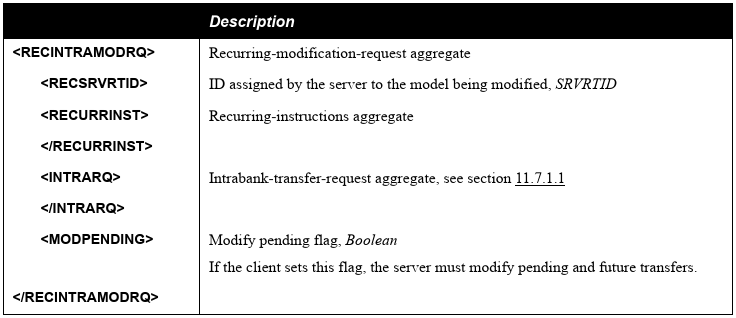 Description
<RECINTRAMODRQ> Recurring-modification-request aggregate
<RECSRVRTID> ID assigned by the server to the model being modified, SRVRTID
<RECURRINST> Recurring-instructions aggregate
</RECURRINST>
<INTRARQ> Intrabank-transfer-request aggregate, see section 11.7.1.1
</INTRARQ>
<MODPENDING> Modify pending flag, Boolean
If the client sets this flag, the server must modify pending and future transfers.
</RECINTRAMODRQ>